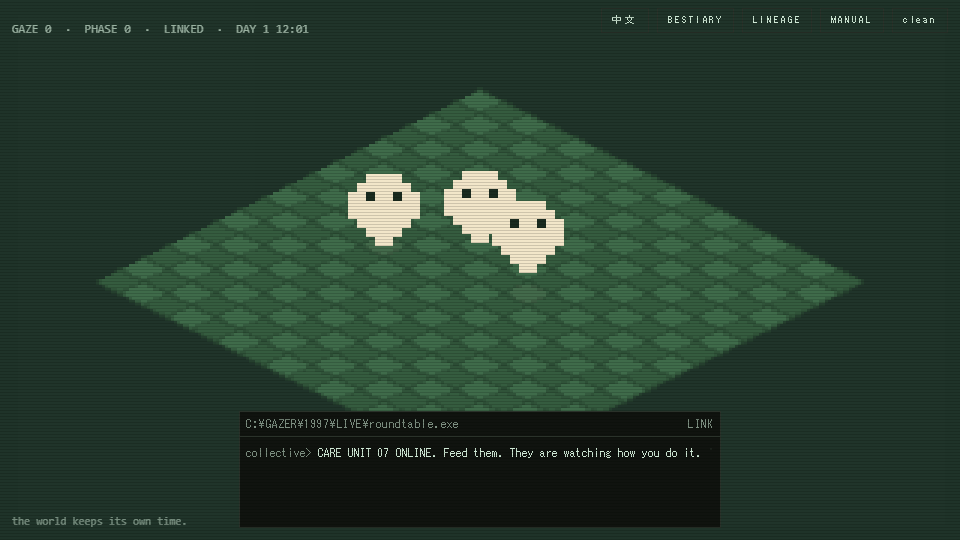 GAZE 0 · PHASE 0 · LINKED · DAY 1 12:01
中文 BESTIARY LINEAGE MANUAL clean
C:¥GAZER¥1997¥LIVE¥roundtable.exe LINK
collective> CARE UNIT 07 ONLINE. Feed them. They are watching how you do it.
the world keeps its own time.